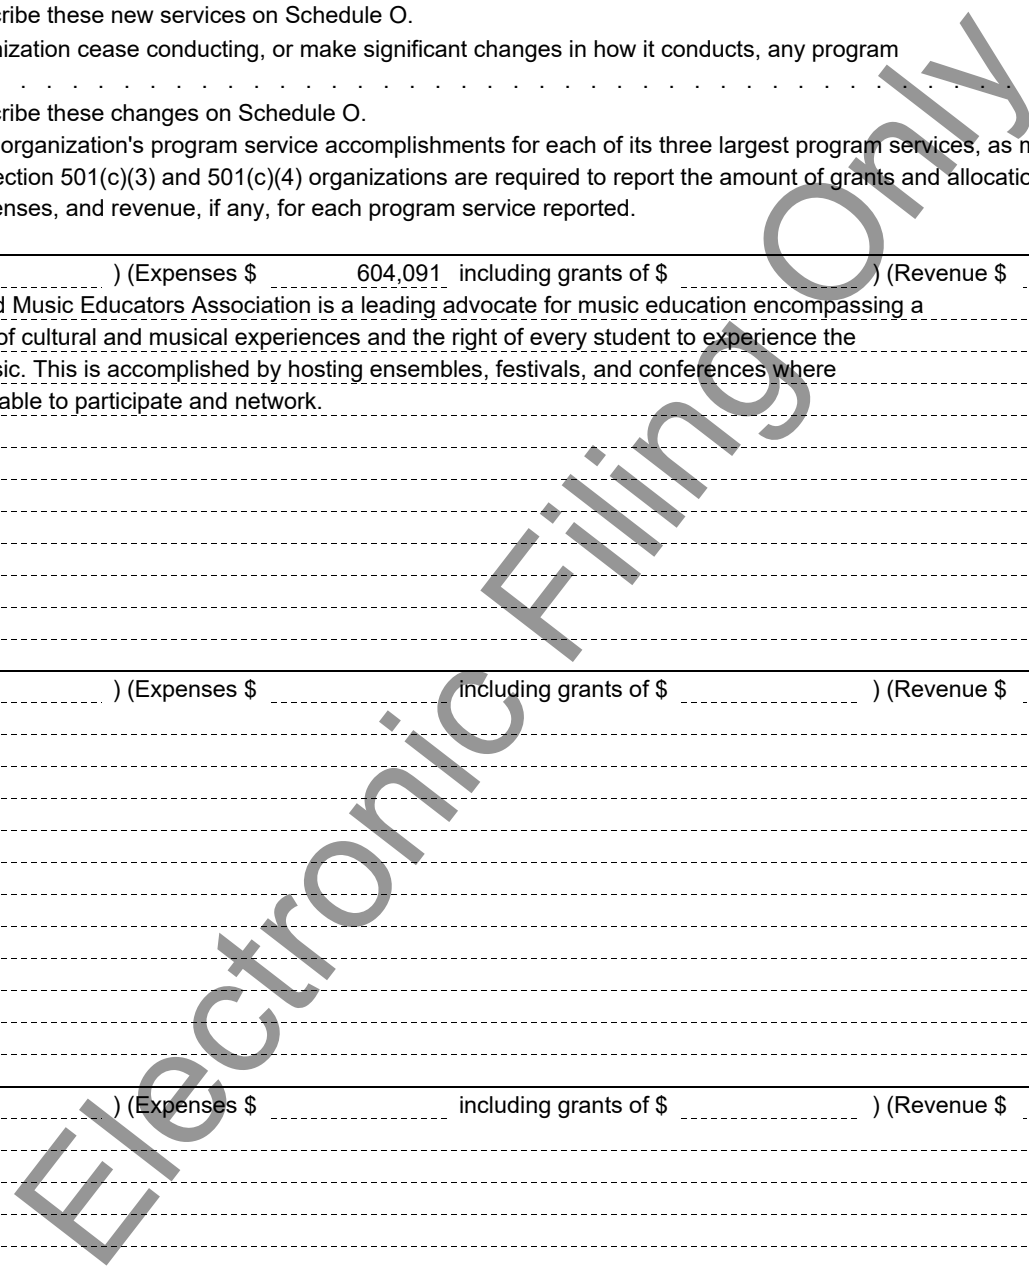 cribe these new services on Schedule O.
nization cease conducting, or make significant changes in how it conducts, any program
. . . . . . . . . . . . . . . . . . . . . . . . . . . . . . . . . . . . . . .
cribe these changes on Schedule O.
organization's program service accomplishments for each of its three largest program services, as m
ection 501(c)(3) and 501(c)(4) organizations are required to report the amount of grants and allocatio
enses, and revenue, if any, for each program service reported.
) (Expenses $ 604,091 including grants of $ ) (Revenue $
d Music Educators Association is a leading advocate for music education encompassing a
of cultural and musical experiences and the right of every student to experience the
sic. This is accomplished by hosting ensembles, festivals, and conferences where
able to participate and network.
) (Expenses $ including grants of $ ) (Revenue $
) (Expenses $ including grants of $ ) (Revenue $
Electronic Filing Only